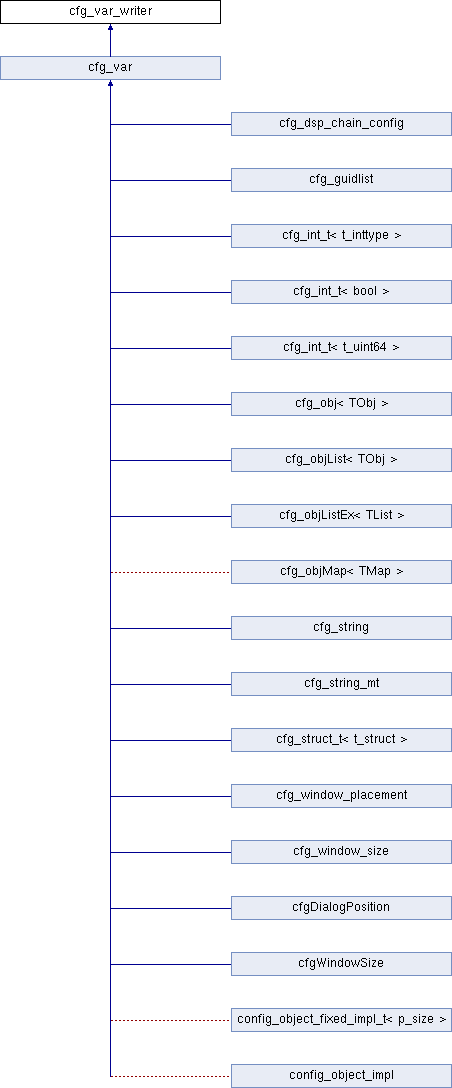 cfg_var_writer
cfg_var
cfg_dsp_chain_config
cfg_guidlist
cfg_int_t< t_inttype >
cfg_int_t< bool >
cfg_int_t< t_uint64 >
cfg_obj< TObj >
cfg_objList< TObj >
cfg_objListEx< TList >
cfg_objMap< TMap >
cfg_string
cfg_string_mt
cfg_struct_t< t_struct >
cfg_window_placement
cfg_window_size
cfgDialogPosition
cfgWindowSize
config_object_fixed_impl_t< p_size >
config_object_impl